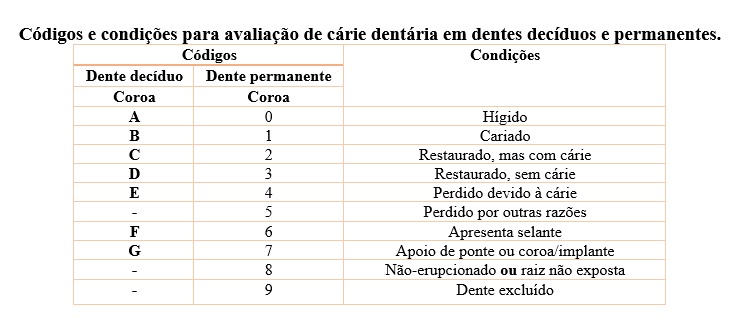 Códigos e condições para avaliação de cárie dentária em dentes decíduos e permanentes.
Códigos Condições
Dente decíduo Dente permanente
Coroa Coroa
A 0 Hígido
B 1 Cariado
C 2 Restaurado, mas com cárie
D 3 Restaurado, sem cárie
E 4 Perdido devido à cárie
- 5 Perdido por outras razões
F 6 Apresenta selante
G 7 Apoio de ponte ou coroa/implante
- 8 Não-erupcionado ou raiz não exposta
- 9 Dente excluído